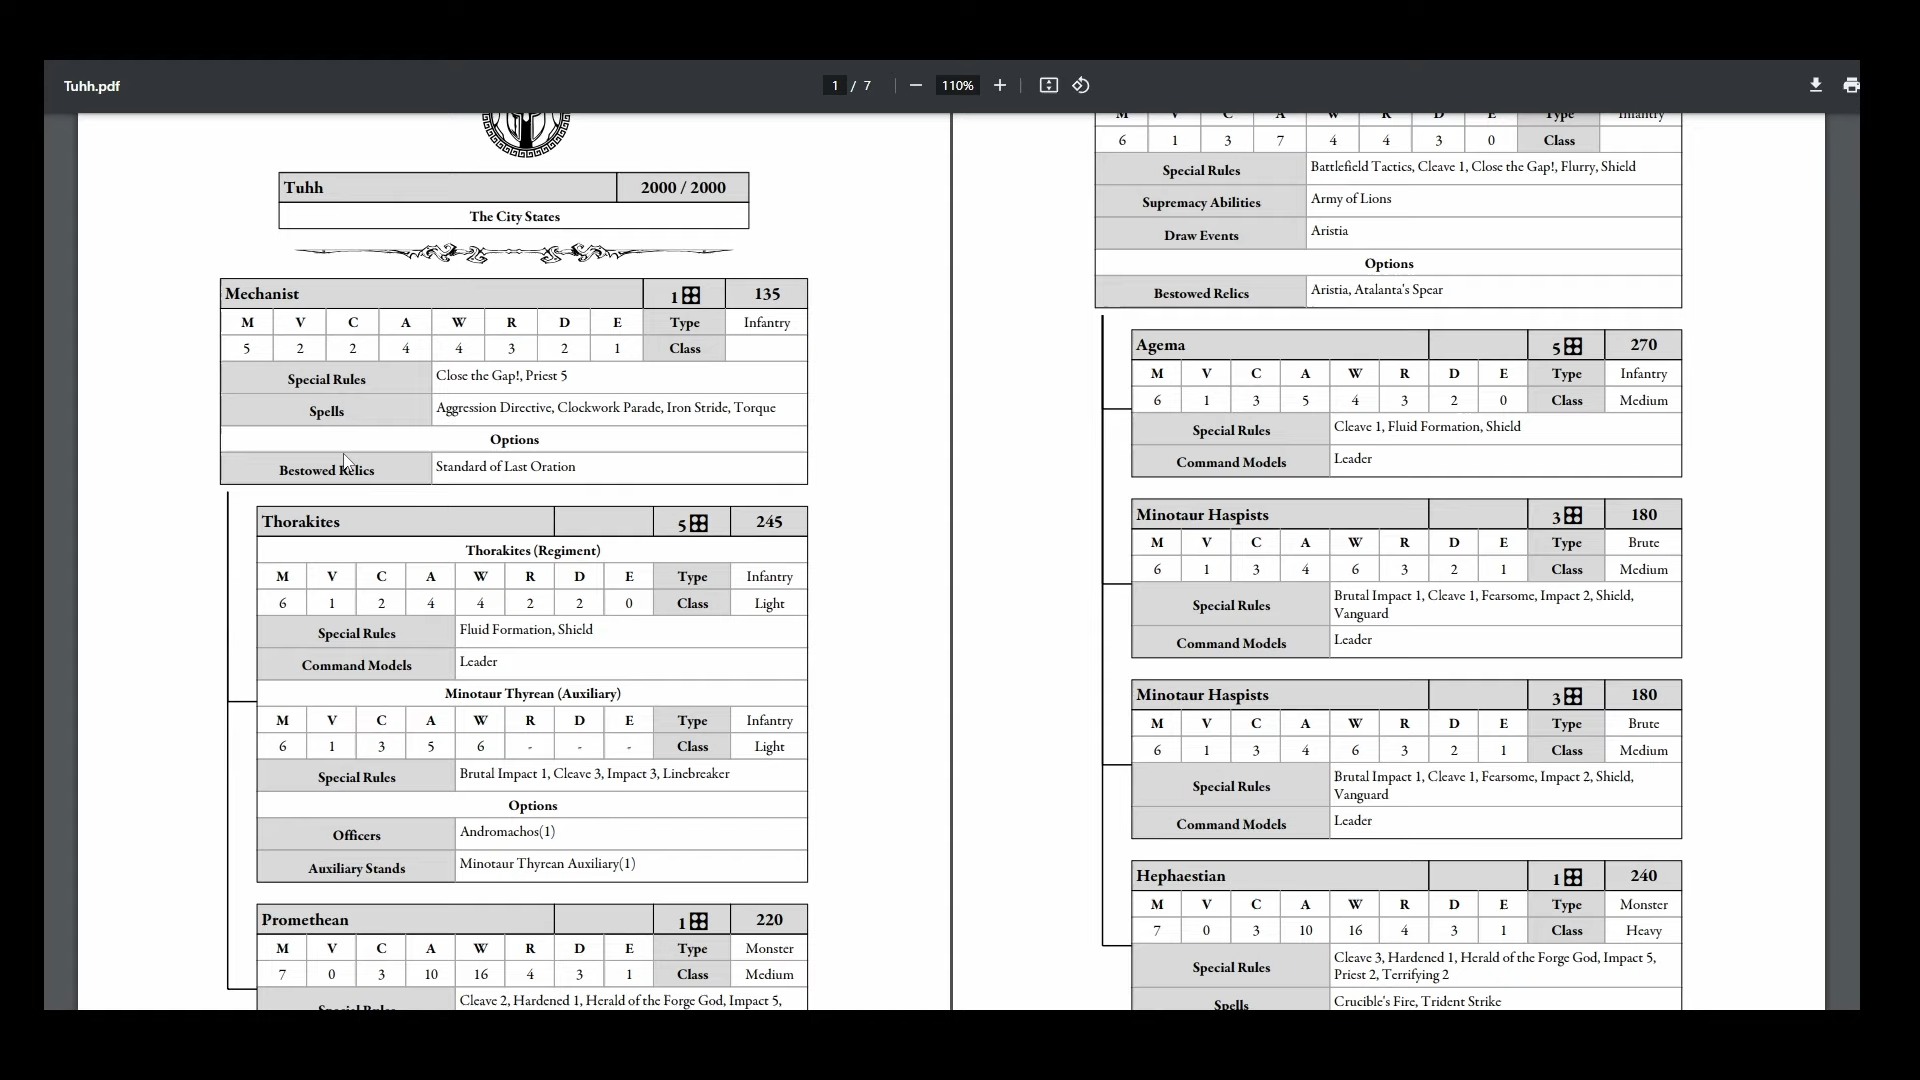 Tuhh.pdf
1 / 7
110%
Tuhh 2000 / 2000
The City States
Mechanist 1 135
M V C A W R D E Type Infantry
5 2 2 4 4 3 2 1 Class
Special Rules Close the Gap!, Priest 5
Spells Aggression Directive, Clockwork Parade, Iron Stride, Torque
Options
Bestowed Relics Standard of Last Oration
Thorakites 5 245
Thorakites (Regiment)
M V C A W R D E Type Infantry
6 1 2 4 4 2 2 0 Class Light
Special Rules Fluid Formation, Shield
Command Models Leader
Minotaur Thyrean (Auxiliary)
M V C A W R D E Type Infantry
6 1 3 5 6 - - - Class Light
Special Rules Brutal Impact 1, Cleave 3, Impact 3, Linebreaker
Options
Officers Andromachos(1)
Auxiliary Stands Minotaur Thyrean Auxiliary(1)
Promethean 1 220
M V C A W R D E Type Monster
7 0 3 10 16 4 3 1 Class Medium
Special Rules Cleave 2, Hardened 1, Herald of the Forge God, Impact 5,
M V C A W R D E Type Infantry
6 1 3 7 4 4 3 0 Class
Special Rules Battlefield Tactics, Cleave 1, Close the Gap!, Flurry, Shield
Supremacy Abilities Army of Lions
Draw Events Aristia
Options
Bestowed Relics Aristia, Atalanta's Spear
Agema 5 270
M V C A W R D E Type Infantry
6 1 3 5 4 3 2 0 Class Medium
Special Rules Cleave 1, Fluid Formation, Shield
Command Models Leader
Minotaur Haspists 3 180
M V C A W R D E Type Brute
6 1 3 4 6 3 2 1 Class Medium
Special Rules Brutal Impact 1, Cleave 1, Fearsome, Impact 2, Shield,
Vanguard
Command Models Leader
Minotaur Haspists 3 180
M V C A W R D E Type Brute
6 1 3 4 6 3 2 1 Class Medium
Special Rules Brutal Impact 1, Cleave 1, Fearsome, Impact 2, Shield,
Vanguard
Command Models Leader
Hephaestian 1 240
M V C A W R D E Type Monster
7 0 3 10 16 4 3 1 Class Heavy
Special Rules Cleave 3, Hardened 1, Herald of the Forge God, Impact 5,
Priest 2, Terrifying 2
Spells Crucible's Fire, Trident Strike